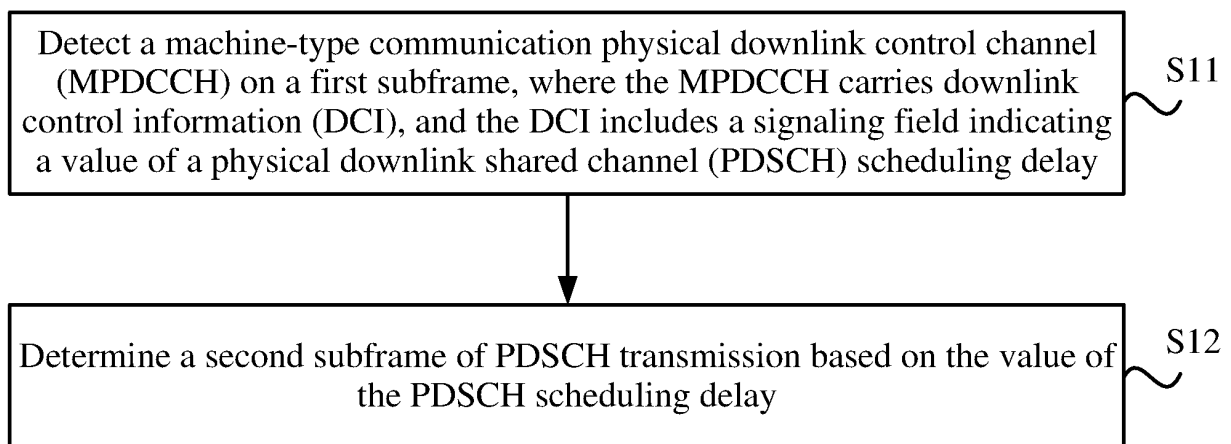 Detect a machine-type communication physical downlink control channel
(MPDCCH) on a first subframe, where the MPDCCH carries downlink
control information (DCI), and the DCI includes a signaling field indicating
a value of a physical downlink shared channel (PDSCH) scheduling delay
S11
Determine a second subframe of PDSCH transmission based on the value of
the PDSCH scheduling delay
S12